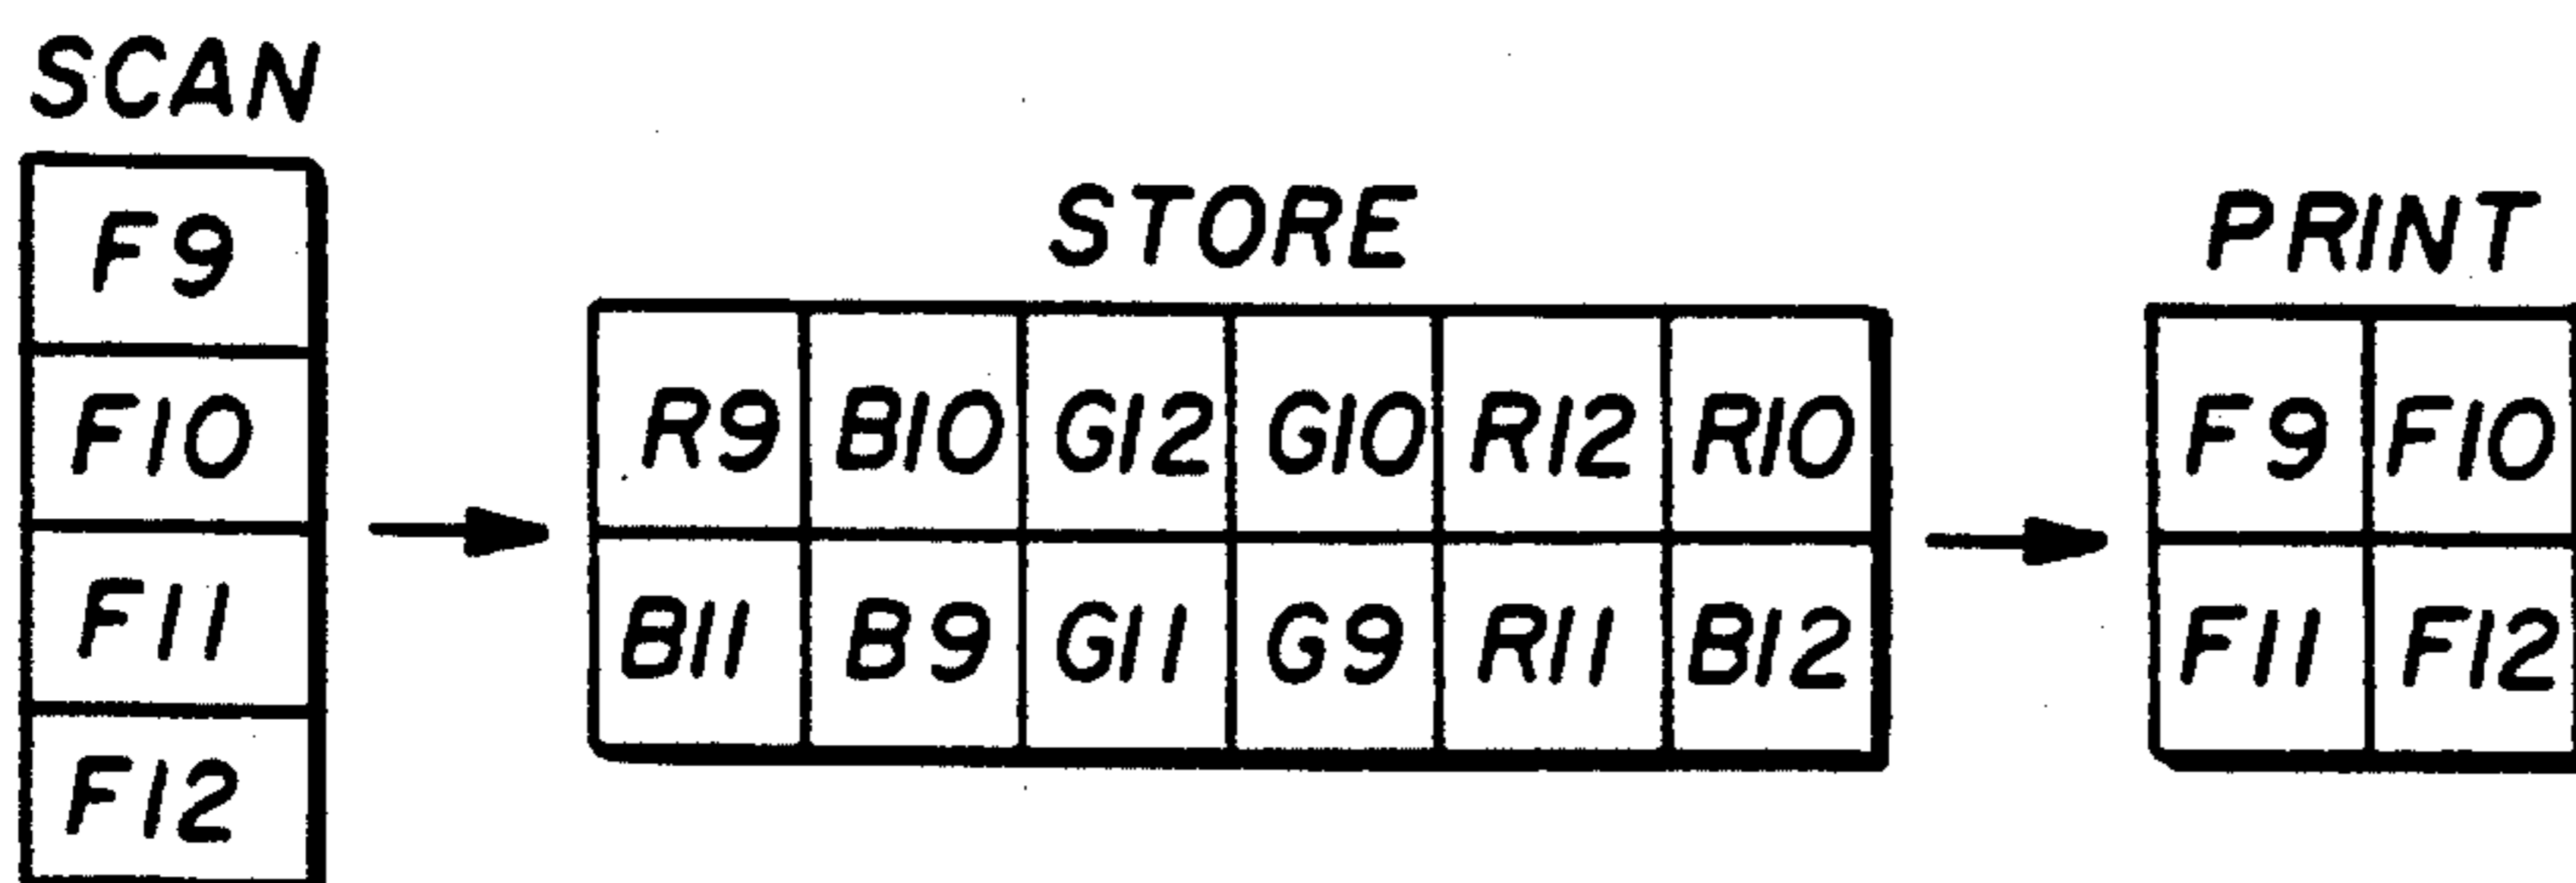 SCAN
F9
F10
F11
F12
STORE
R9 B10 G12 G10 R12 R10
B11 B9 G11 G9 R11 B12
PRINT
F9 F10
F11 F12